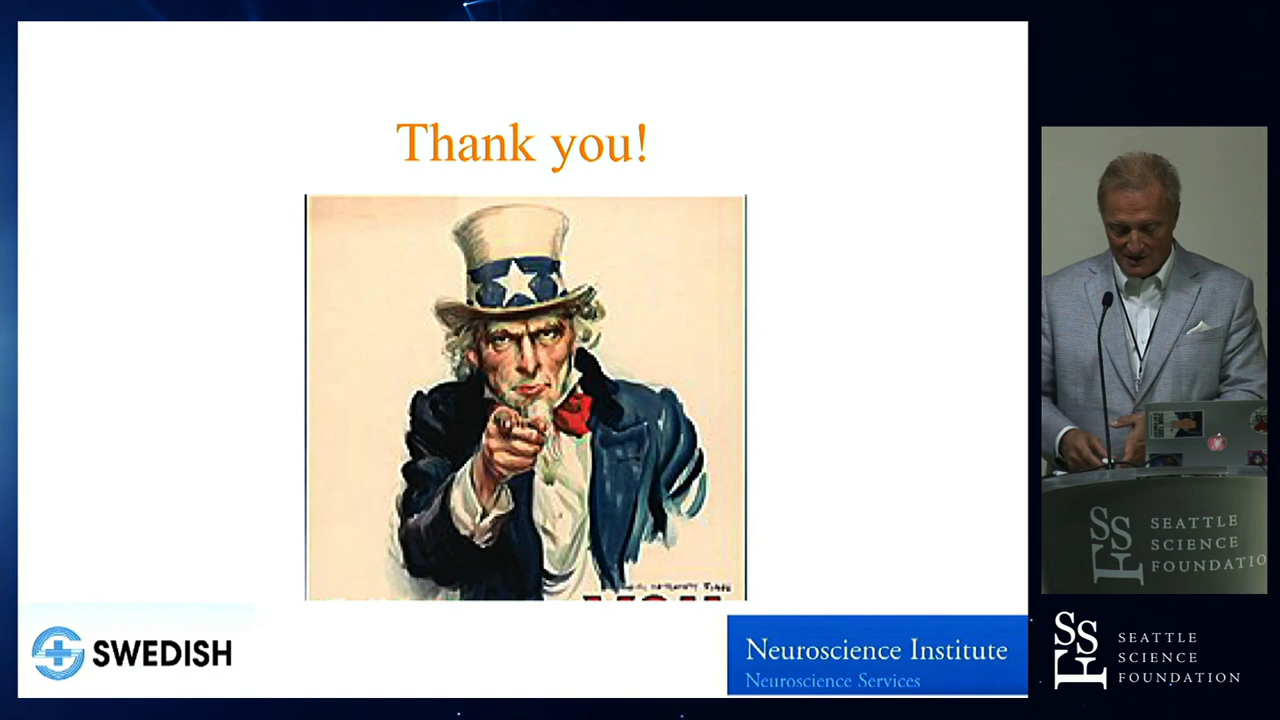 Thank you!
SWEDISH
Neuroscience Institute
Neuroscience Services
SEATTLE
SCIENCE
FOUNDATIO
SEATTLE
SCIENCE
FOUNDATION